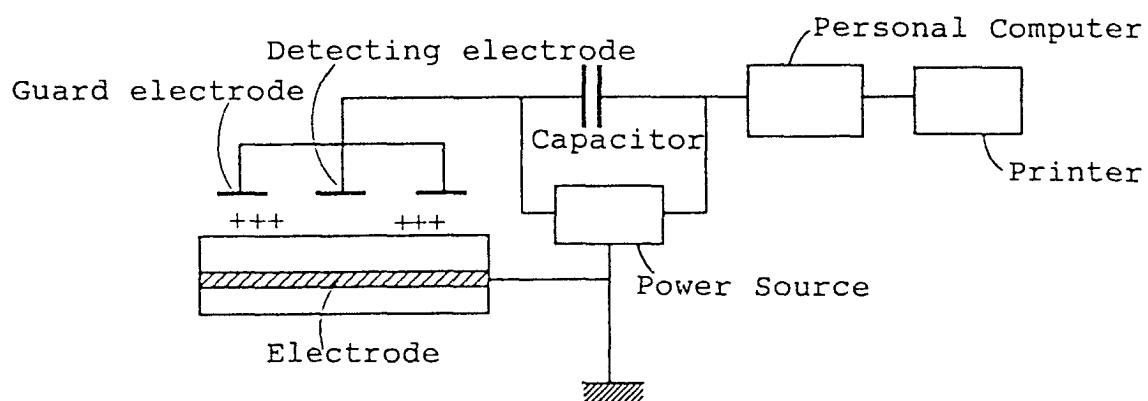 Personal Computer
Detecting electrode
Guard electrode
Capacitor
Printer
+++ +++
Power Source
Electrode